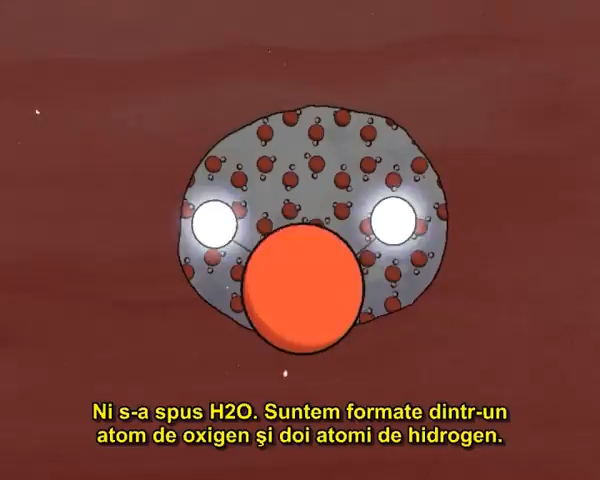 Ni s-a spus H2O. Suntem formate dintr-un
atom de oxigen şi doi atomi de hidrogen.